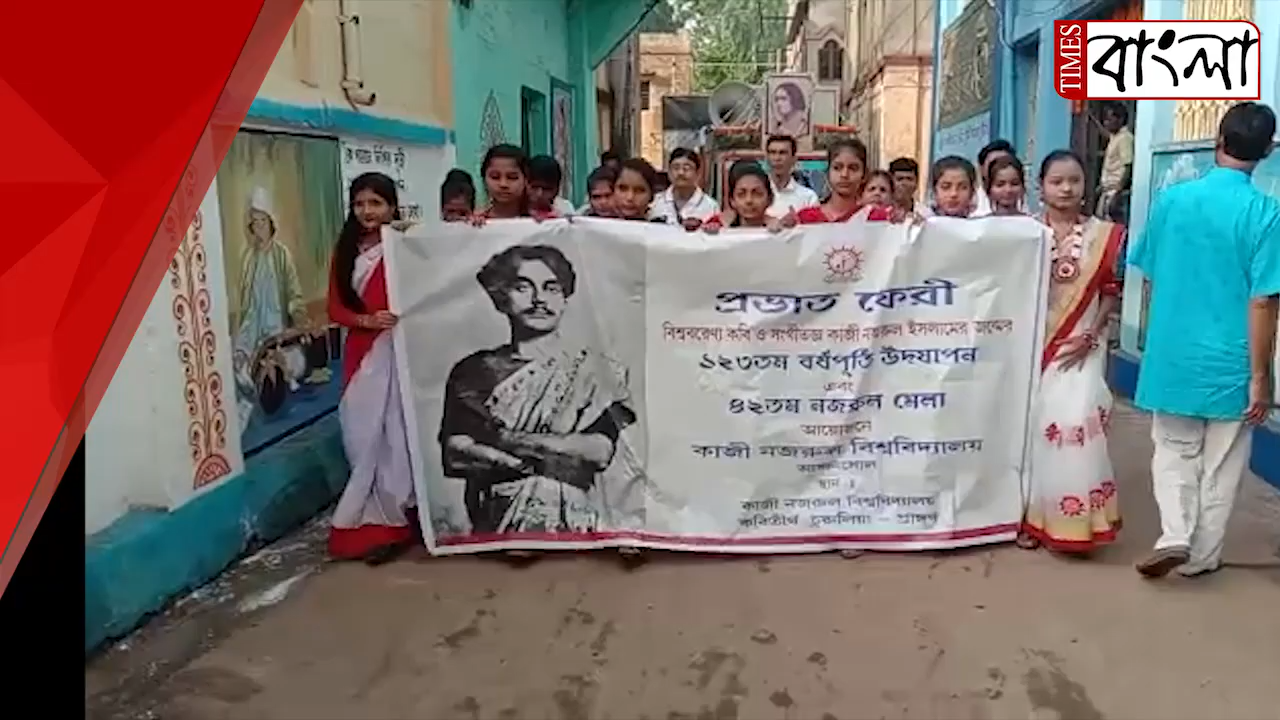 TIMES
বাংলা
প্রভাত ফেরী
বিশ্ববরেণ্য কবি ও সংগীতজ্ঞ কাজী নজরুল ইসলামের জন্মের
১২৩তম বর্ষপূর্তি উদযাপন
এবং
৪২তম নজরুল মেলা
আয়োজনে
কাজী নজরুল বিশ্ববিদ্যালয়
আসানসোল
স্থান :
কাজী নজরুল বিশ্ববিদ্যালয়
কবিতীর্থ চুরুলিয়া - প্রাঙ্গণ